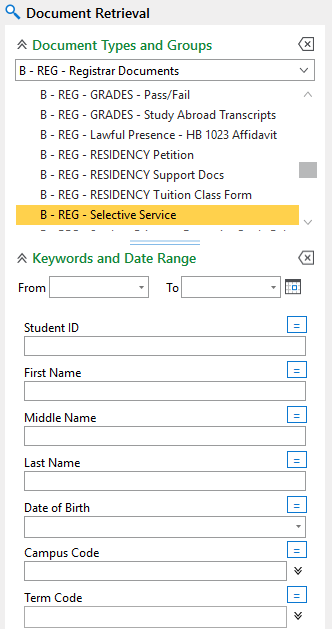 Document Retrieval
Document Types and Groups
B - REG - Registrar Documents
B - REG - GRADES - Pass/Fail
B - REG - GRADES - Study Abroad Transcripts
B - REG - Lawful Presence - HB 1023 Affidavit
B - REG - RESIDENCY Petition
B - REG - RESIDENCY Support Docs
B - REG - RESIDENCY Tuition Class Form
B - REG - Selective Service
Keywords and Date Range
From To
Student ID =
First Name =
Middle Name =
Last Name =
Date of Birth =
Campus Code =
Term Code =